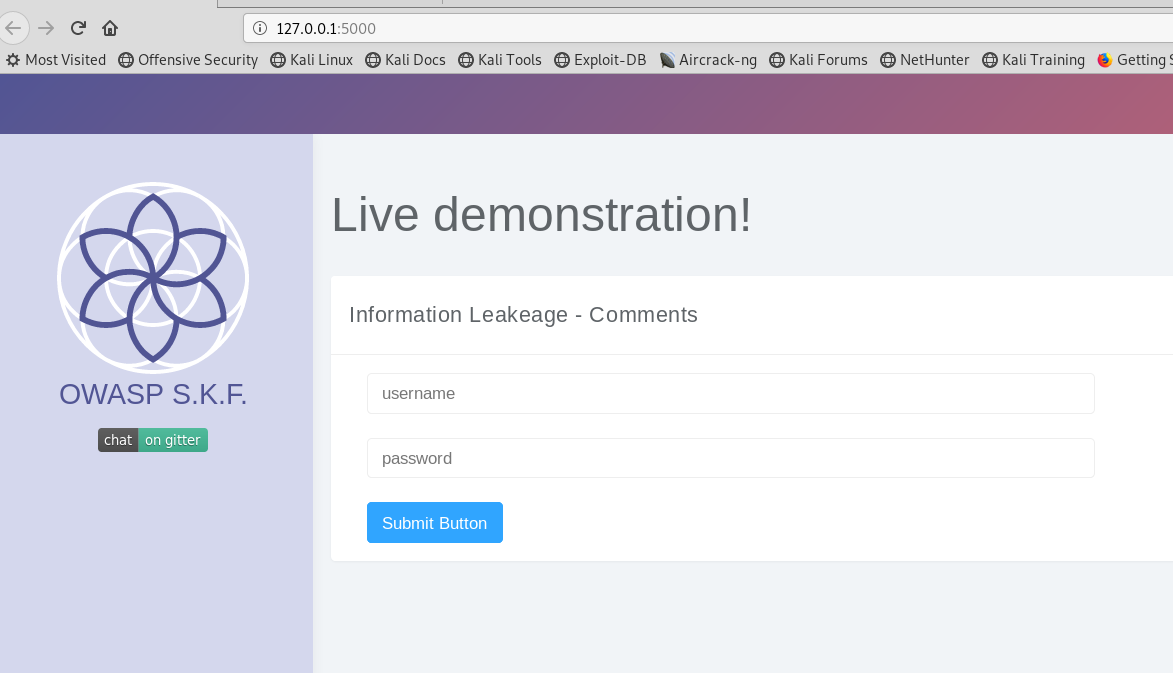 127.0.0.1:5000
Most Visited Offensive Security Kali Linux Kali Docs Kali Tools Exploit-DB Aircrack-ng Kali Forums NetHunter Kali Training Getting S
Live demonstration!
Information Leakeage - Comments
username
password
Submit Button
OWASP S.K.F.
chat on gitter